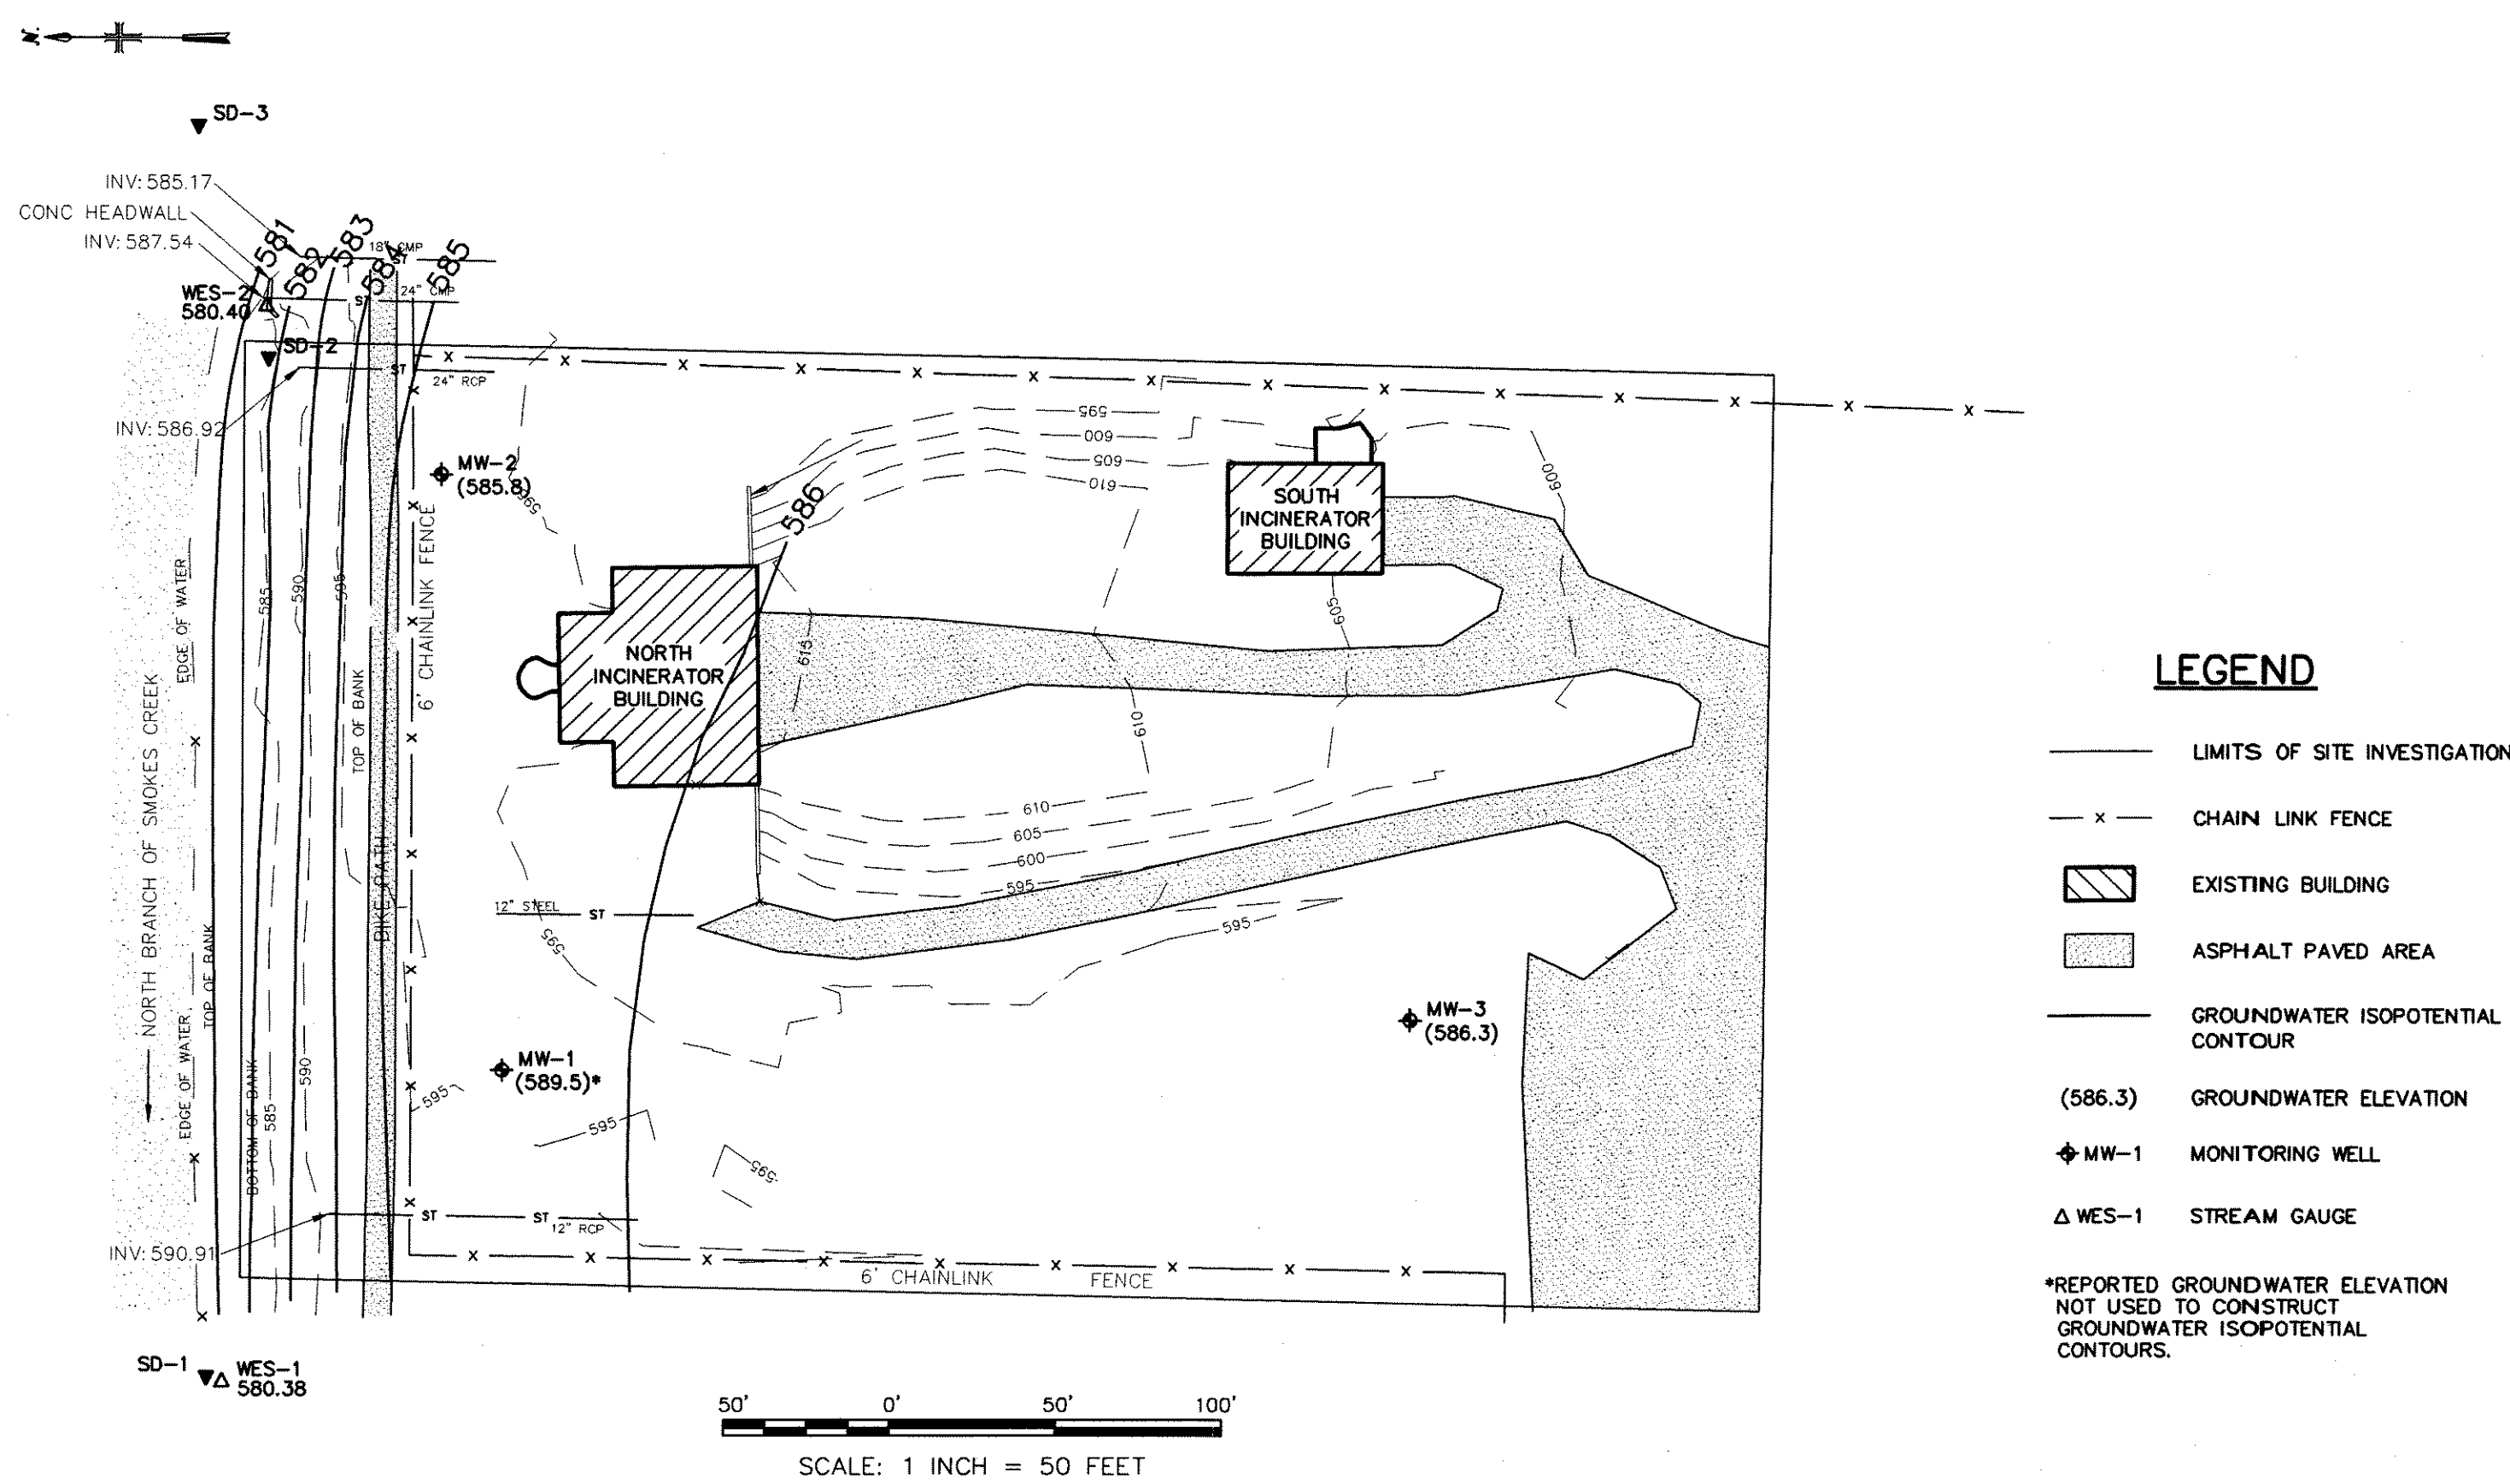 N.
SD-3
INV: 585.17
CONC HEADWALL
INV: 587.54
581
582
583
584
585
18" CMP
ST
24" CMP
ST
WES-2
580.40
SD-2
ST
24" RCP
INV: 586.92
MW-2
(585.8)
595
595
600
605
610
586
SOUTH
INCINERATOR
BUILDING
600
605
EDGE OF WATER
585
590
595
6' CHAINLINK FENCE
TOP OF BANK
NORTH
INCINERATOR
BUILDING
615
610
NORTH BRANCH OF SMOKES CREEK
BIKE PATH
610
605
600
595
12" STEEL
ST
595
595
TOP OF BANK
EDGE OF WATER
BOTTOM OF BANK
585
590
595
MW-1
(589.5)*
595
595
MW-3
(586.3)
INV: 590.91
ST
ST
12" RCP
6' CHAINLINK FENCE
SD-1
WES-1
580.38
50' 0' 50' 100'
SCALE: 1 INCH = 50 FEET
LEGEND
LIMITS OF SITE INVESTIGATION
x CHAIN LINK FENCE
EXISTING BUILDING
ASPHALT PAVED AREA
GROUNDWATER ISOPOTENTIAL
CONTOUR
(586.3) GROUNDWATER ELEVATION
MW-1 MONITORING WELL
WES-1 STREAM GAUGE
*REPORTED GROUNDWATER ELEVATION
NOT USED TO CONSTRUCT
GROUNDWATER ISOPOTENTIAL
CONTOURS.